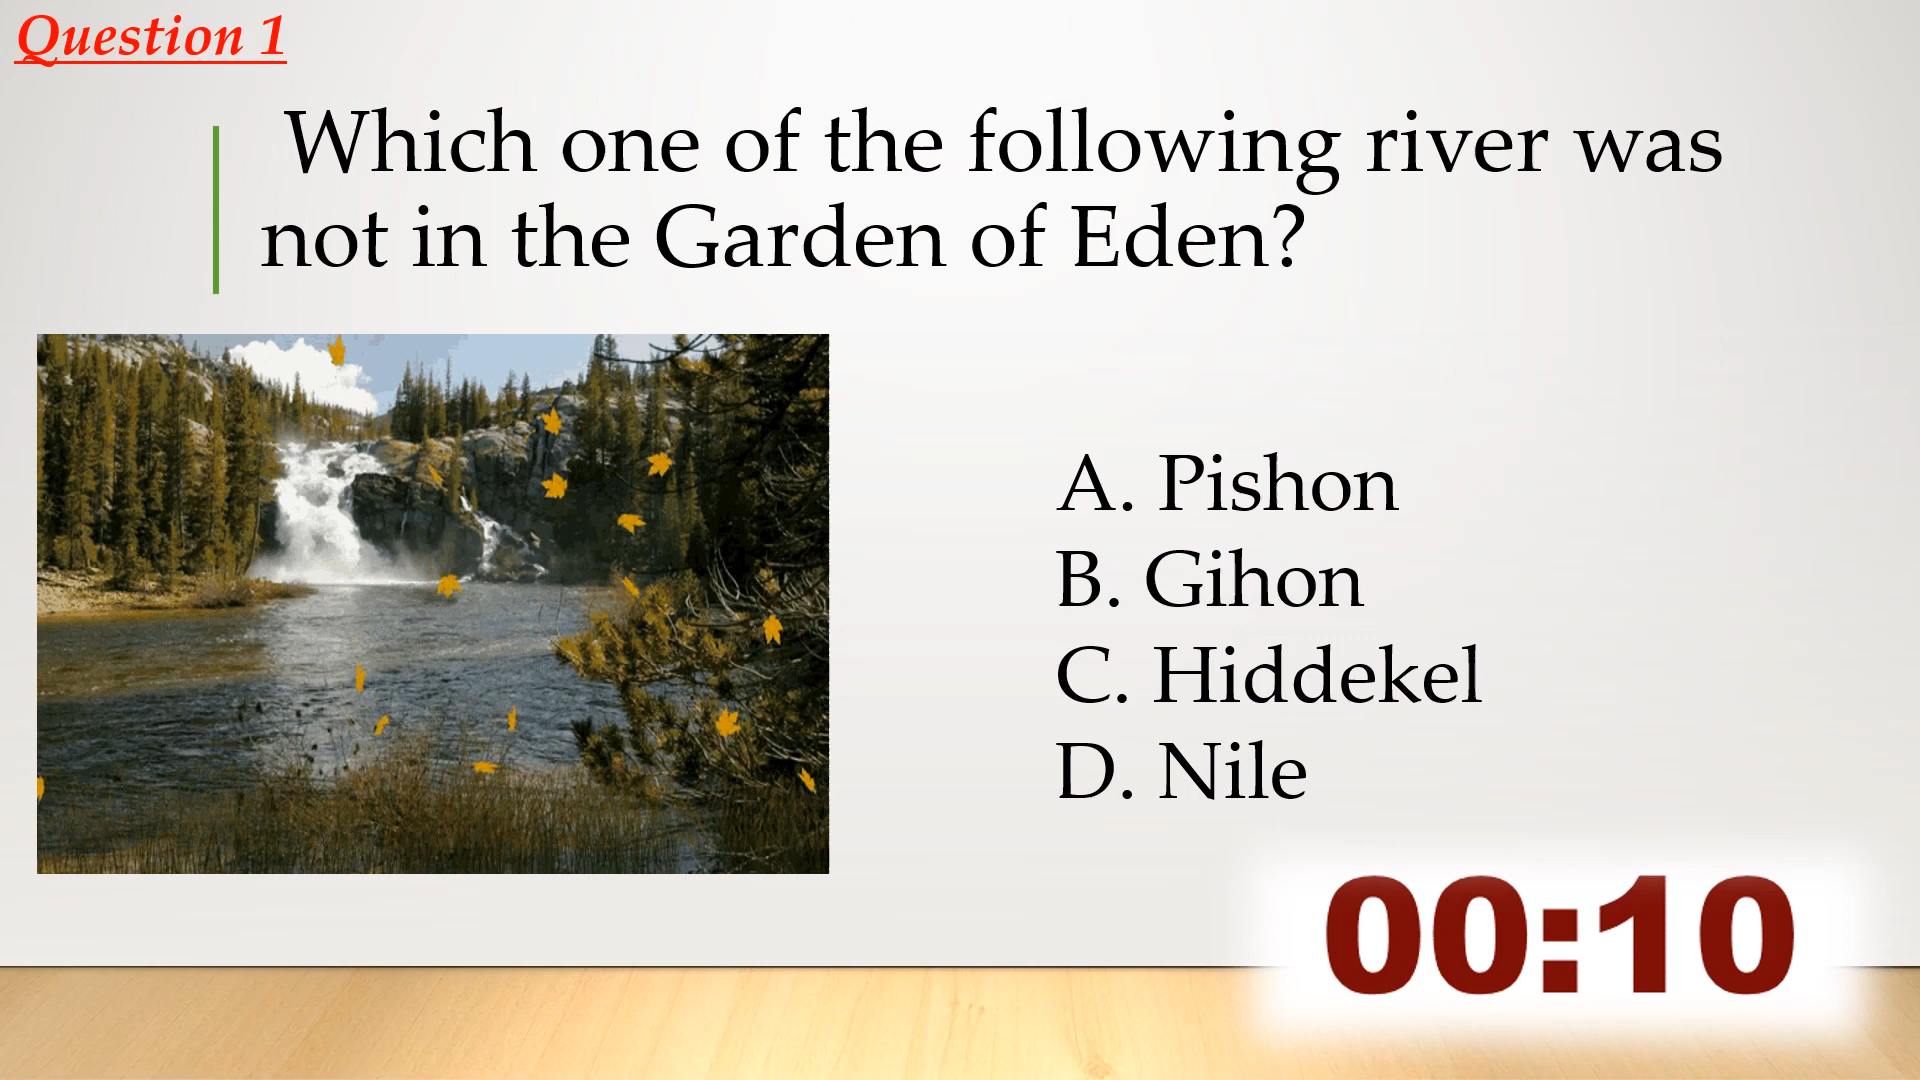 Question 1
Which one of the following river was
not in the Garden of Eden?
A. Pishon
B. Gihon
C. Hiddekel
D. Nile
00:10